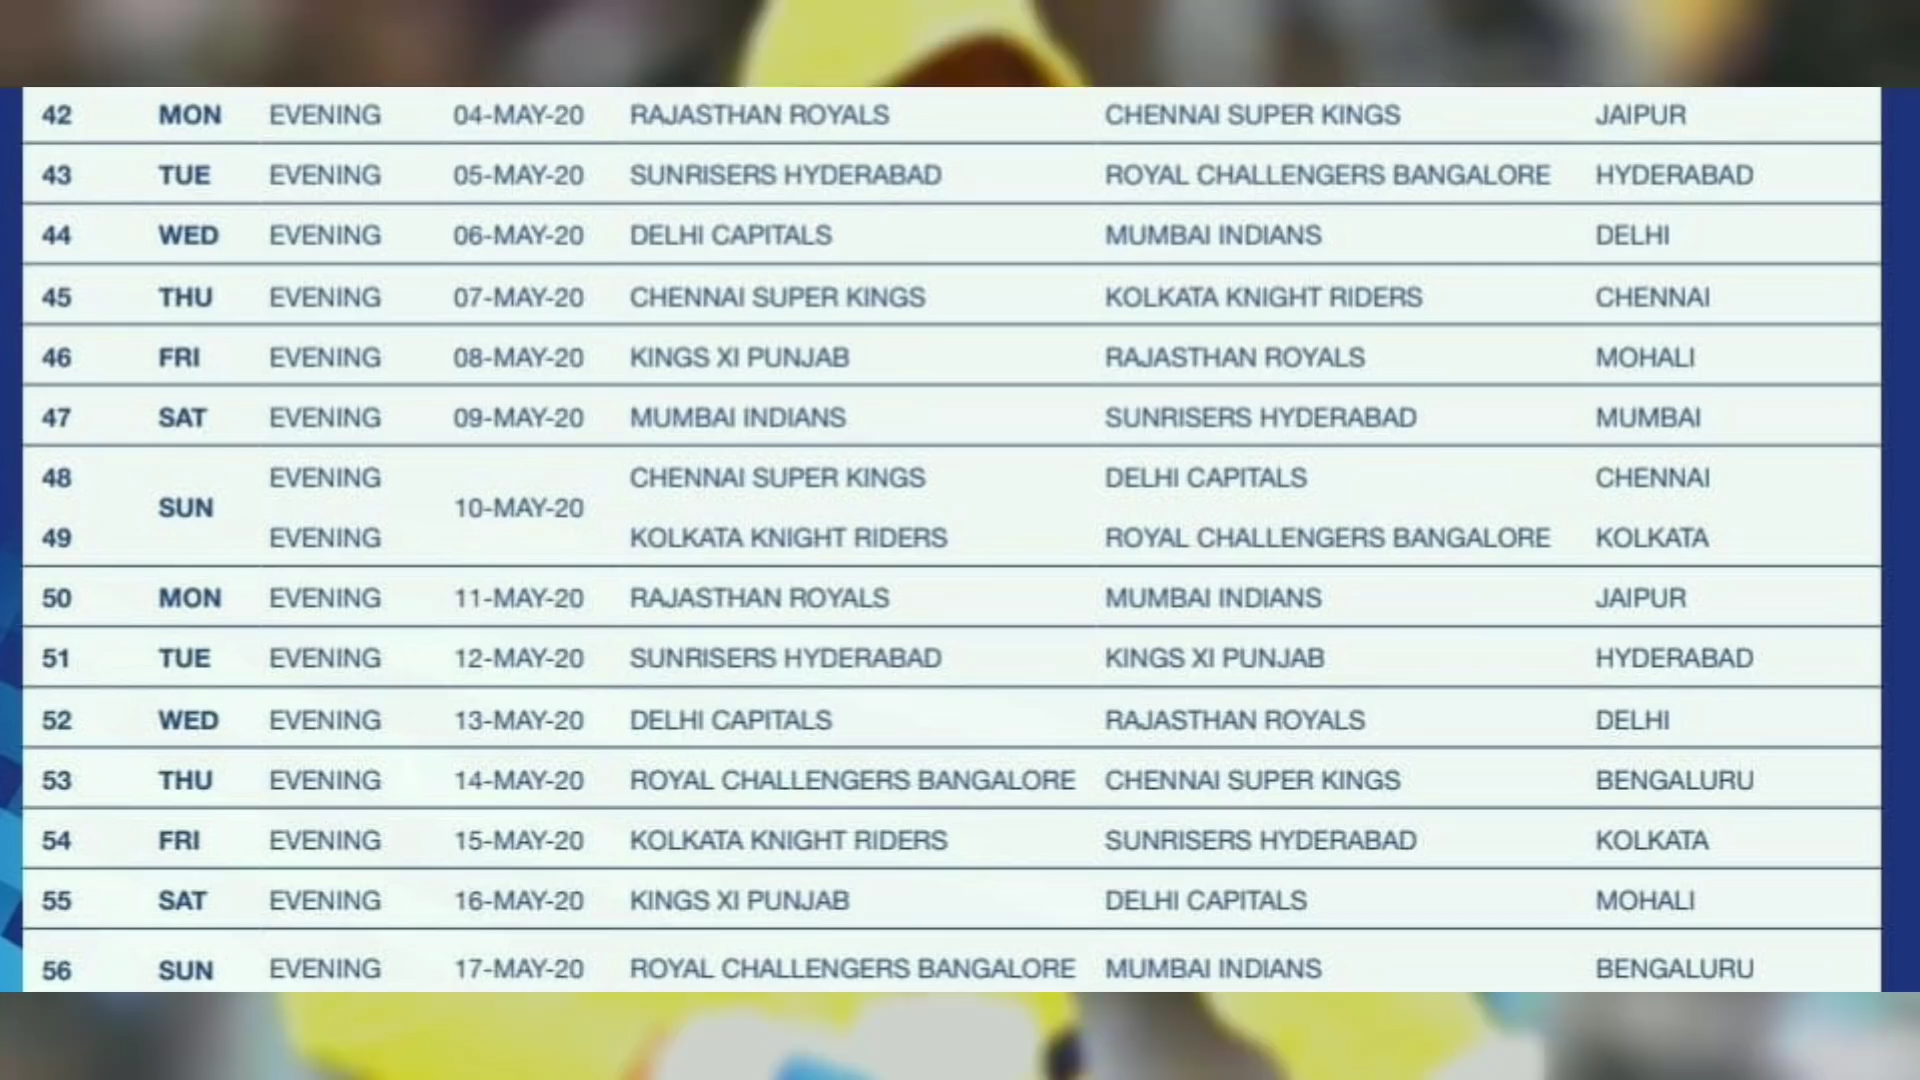 42 MON EVENING 04-MAY-20 RAJASTHAN ROYALS CHENNAI SUPER KINGS JAIPUR
43 TUE EVENING 05-MAY-20 SUNRISERS HYDERABAD ROYAL CHALLENGERS BANGALORE HYDERABAD
44 WED EVENING 06-MAY-20 DELHI CAPITALS MUMBAI INDIANS DELHI
45 THU EVENING 07-MAY-20 CHENNAI SUPER KINGS KOLKATA KNIGHT RIDERS CHENNAI
46 FRI EVENING 08-MAY-20 KINGS XI PUNJAB RAJASTHAN ROYALS MOHALI
47 SAT EVENING 09-MAY-20 MUMBAI INDIANS SUNRISERS HYDERABAD MUMBAI
48 EVENING CHENNAI SUPER KINGS DELHI CAPITALS CHENNAI
SUN 10-MAY-20
49 EVENING KOLKATA KNIGHT RIDERS ROYAL CHALLENGERS BANGALORE KOLKATA
50 MON EVENING 11-MAY-20 RAJASTHAN ROYALS MUMBAI INDIANS JAIPUR
51 TUE EVENING 12-MAY-20 SUNRISERS HYDERABAD KINGS XI PUNJAB HYDERABAD
52 WED EVENING 13-MAY-20 DELHI CAPITALS RAJASTHAN ROYALS DELHI
53 THU EVENING 14-MAY-20 ROYAL CHALLENGERS BANGALORE CHENNAI SUPER KINGS BENGALURU
54 FRI EVENING 15-MAY-20 KOLKATA KNIGHT RIDERS SUNRISERS HYDERABAD KOLKATA
55 SAT EVENING 16-MAY-20 KINGS XI PUNJAB DELHI CAPITALS MOHALI
56 SUN EVENING 17-MAY-20 ROYAL CHALLENGERS BANGALORE MUMBAI INDIANS BENGALURU